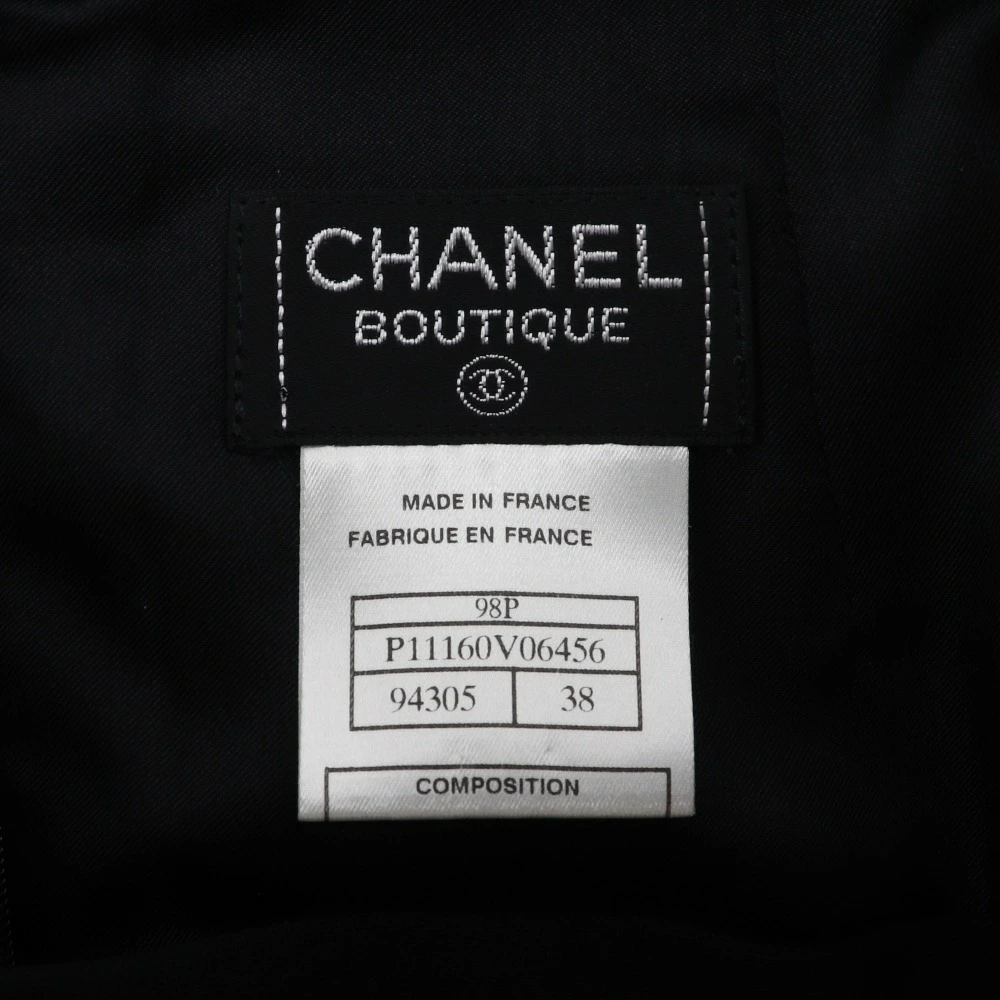 CHANEL
BOUTIQUE
MADE IN FRANCE
FABRIQUE EN FRANCE
98P
P11160V06456
94305 38
COMPOSITION